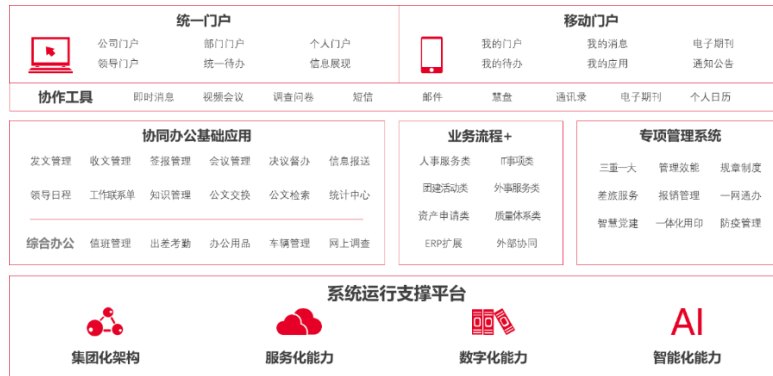 统一门户
公司门户 部门门户 个人门户
领导门户 统一待办 信息展现
移动门户
我的门户 我的消息 电子期刊
我的待办 我的应用 通知公告
协作工具 即时消息 视频会议 调查问卷 短信 邮件 慧盘 通讯录 电子期刊 个人日历
协同办公基础应用
发文管理 收文管理 签报管理 会议管理 决议督办 信息报送
领导日程 工作联系单 知识管理 公文交换 公文检索 统计中心
综合办公 值班管理 出差考勤 办公用品 车辆管理 网上调查
业务流程+
人事服务类 IT事项类
团建活动类 外事服务类
资产申请类 质量体系类
ERP扩展 外部协同
专项管理系统
三重一大 管理效能 规章制度
差旅服务 报销管理 一网通办
智慧党建 一体化用印 防疫管理
系统运行支撑平台
AI
集团化架构 服务化能力 数字化能力 智能化能力